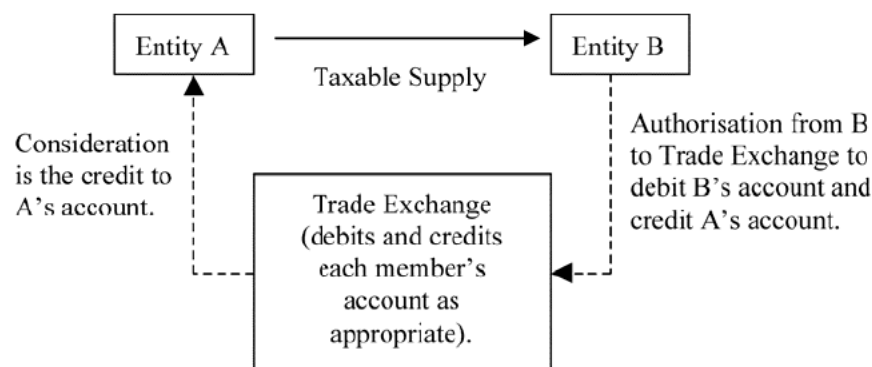 Entity A
Entity B
Taxable Supply
Consideration
is the credit to
A's account.
Trade Exchange
(debits and credits
each member's
account as
appropriate).
Authorisation from B
to Trade Exchange to
debit B's account and
credit A's account.